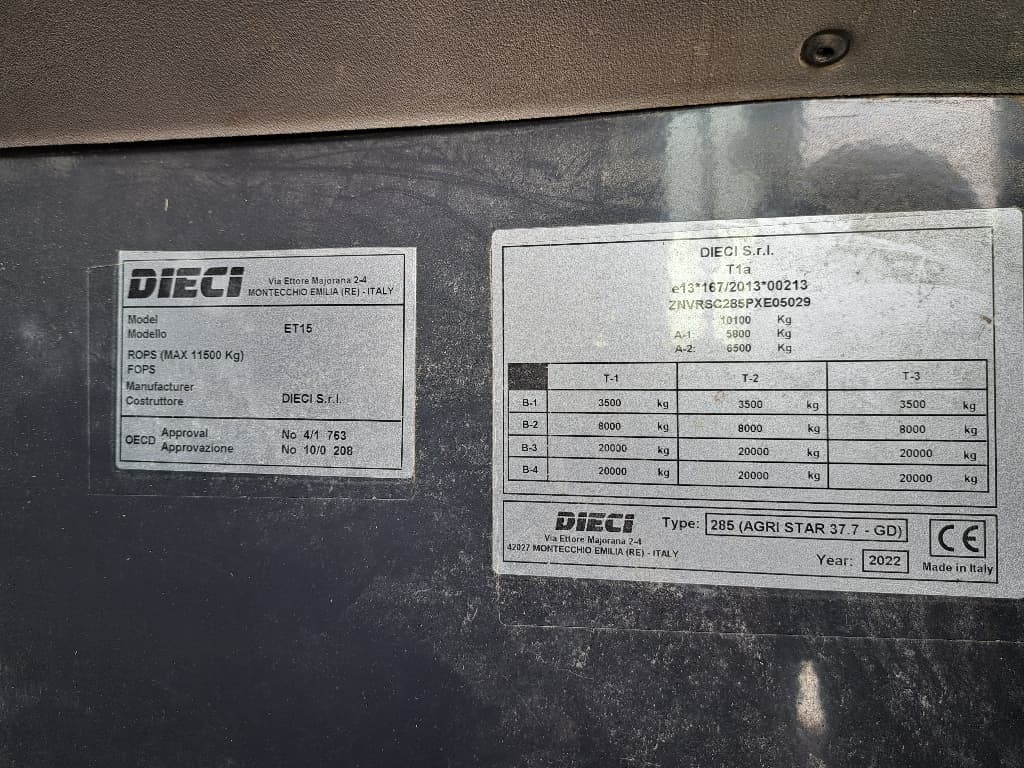 DIECI
Via Ettore Majorana 2-4
MONTECCHIO EMILIA (RE) - ITALY
Model
Modello
ET15
ROPS (MAX 11500 Kg)
FOPS
Manufacturer
Costruttore
DIECI S.r.l.
OECD
Approval No 4/1 763
Approvazione No 10/0 208
DIECI S.r.l.
T1a
e13*167/2013*00213
ZNVRSC285PXE05029
10100 Kg
A-1: 5800 Kg
A-2: 6500 Kg
T-1 T-2 T-3
B-1 3500 kg 3500 kg 3500 kg
B-2 8000 kg 8000 kg 8000 kg
B-3 20000 kg 20000 kg 20000 kg
B-4 20000 kg 20000 kg 20000 kg
DIECI
Via Ettore Majorana 2-4
42027 MONTECCHIO EMILIA (RE) - ITALY
Type: 285 (AGRI STAR 37.7 - GD)
Year: 2022
CE
Made in Italy